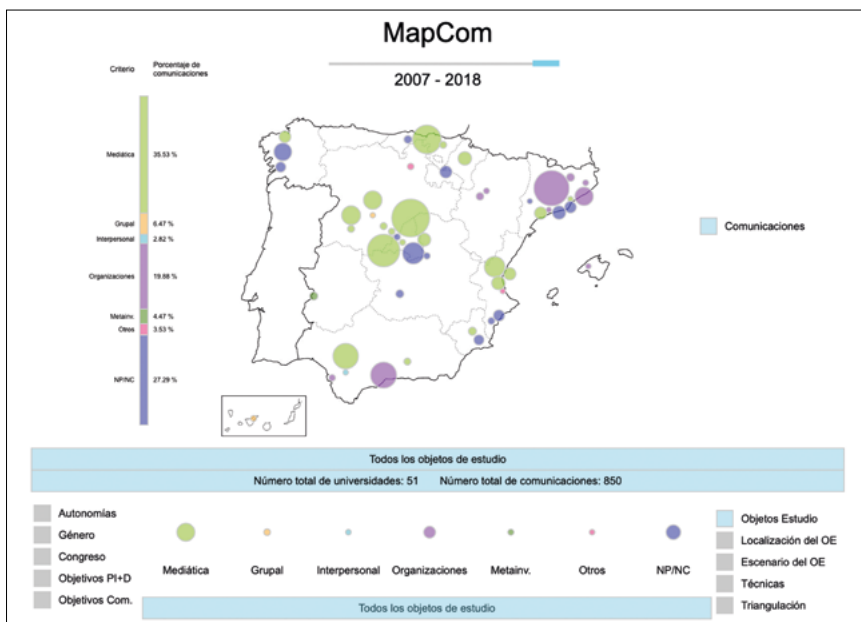 MapCom
2007 - 2018
Criterio Porcentaje de
comunicaciones
Mediática 35.53 %
Grupal 6.47 %
Interpersonal 2.82 %
Organizaciones 19.88 %
Metainv. 4.47 %
Otros 3.53 %
NP/NC 27.29 %
Comunicaciones
Todos los objetos de estudio
Número total de universidades: 51 Número total de comunicaciones: 850
Autonomías
Género
Congreso
Objetivos PI+D
Objetivos Com.
Mediática Grupal Interpersonal Organizaciones Metainv. Otros NP/NC
Objetos Estudio
Localización del OE
Escenario del OE
Técnicas
Triangulación
Todos los objetos de estudio